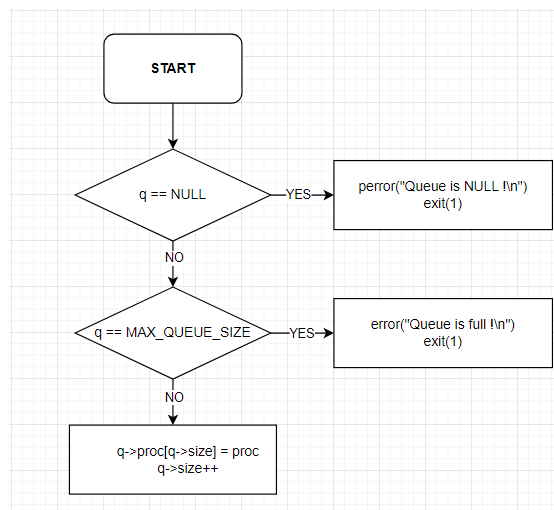 START
q == NULL
YES
perror("Queue is NULL !\n")
exit(1)
NO
q == MAX_QUEUE_SIZE
YES
error("Queue is full !\n")
exit(1)
NO
q->proc[q->size] = proc
q->size++